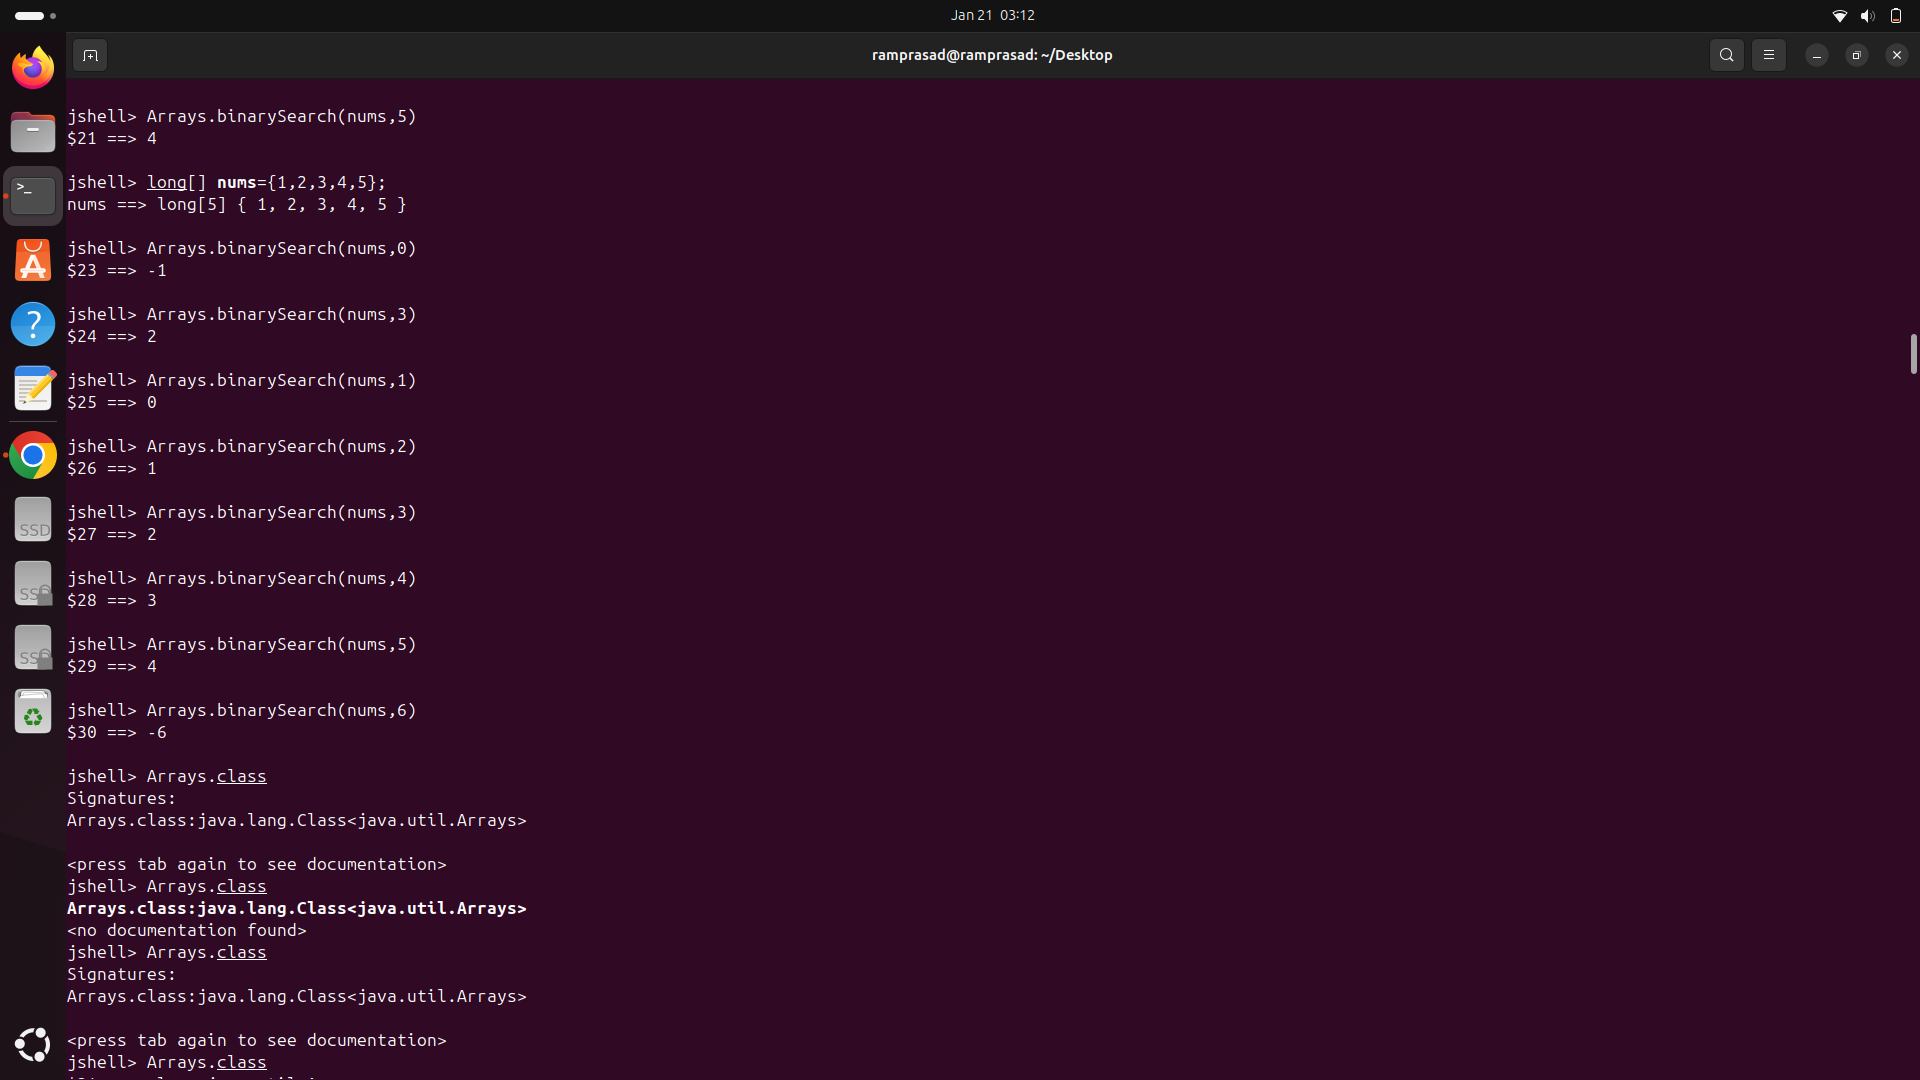 Jan 21 03:12
ramprasad@ramprasad: ~/Desktop
jshell> Arrays.binarySearch(nums,5)
$21 ==> 4
jshell> long[] nums={1,2,3,4,5};
nums ==> long[5] { 1, 2, 3, 4, 5 }
jshell> Arrays.binarySearch(nums,0)
$23 ==> -1
jshell> Arrays.binarySearch(nums,3)
$24 ==> 2
jshell> Arrays.binarySearch(nums,1)
$25 ==> 0
jshell> Arrays.binarySearch(nums,2)
$26 ==> 1
jshell> Arrays.binarySearch(nums,3)
$27 ==> 2
jshell> Arrays.binarySearch(nums,4)
$28 ==> 3
jshell> Arrays.binarySearch(nums,5)
$29 ==> 4
jshell> Arrays.binarySearch(nums,6)
$30 ==> -6
jshell> Arrays.class
Signatures:
Arrays.class:java.lang.Class<java.util.Arrays>
<press tab again to see documentation>
jshell> Arrays.class
Arrays.class:java.lang.Class<java.util.Arrays>
<no documentation found>
jshell> Arrays.class
Signatures:
Arrays.class:java.lang.Class<java.util.Arrays>
<press tab again to see documentation>
jshell> Arrays.class
>_
A
?
SSD